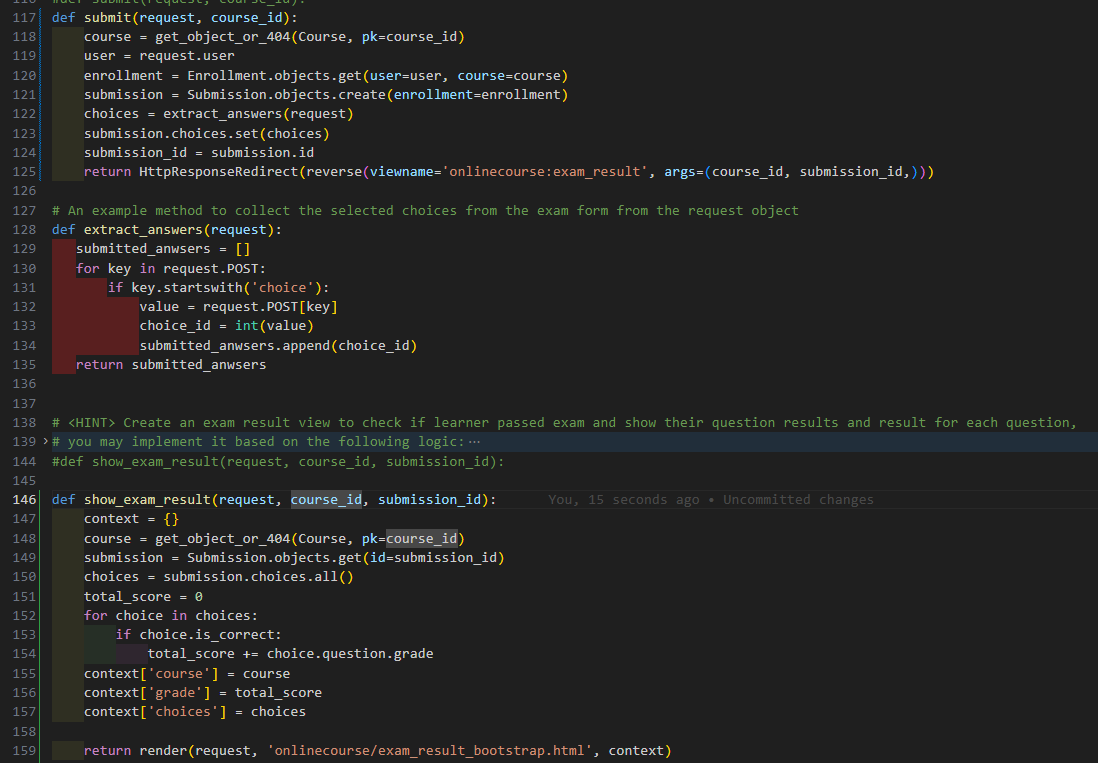 116 #def submit(request, course_id):
117 def submit(request, course_id):
118     course = get_object_or_404(Course, pk=course_id)
119     user = request.user
120     enrollment = Enrollment.objects.get(user=user, course=course)
121     submission = Submission.objects.create(enrollment=enrollment)
122     choices = extract_answers(request)
123     submission.choices.set(choices)
124     submission_id = submission.id
125     return HttpResponseRedirect(reverse(viewname='onlinecourse:exam_result', args=(course_id, submission_id,)))
126
127 # An example method to collect the selected choices from the exam form from the request object
128 def extract_answers(request):
129    submitted_anwsers = []
130    for key in request.POST:
131        if key.startswith('choice'):
132            value = request.POST[key]
133            choice_id = int(value)
134            submitted_anwsers.append(choice_id)
135    return submitted_anwsers
136
137
138 # <HINT> Create an exam result view to check if learner passed exam and show their question results and result for each question,
139 > # you may implement it based on the following logic: ⋯
144 #def show_exam_result(request, course_id, submission_id):
145
146 def show_exam_result(request, course_id, submission_id):      You, 15 seconds ago • Uncommitted changes
147     context = {}
148     course = get_object_or_404(Course, pk=course_id)
149     submission = Submission.objects.get(id=submission_id)
150     choices = submission.choices.all()
151     total_score = 0
152     for choice in choices:
153         if choice.is_correct:
154             total_score += choice.question.grade
155     context['course'] = course
156     context['grade'] = total_score
157     context['choices'] = choices
158
159     return render(request, 'onlinecourse/exam_result_bootstrap.html', context)